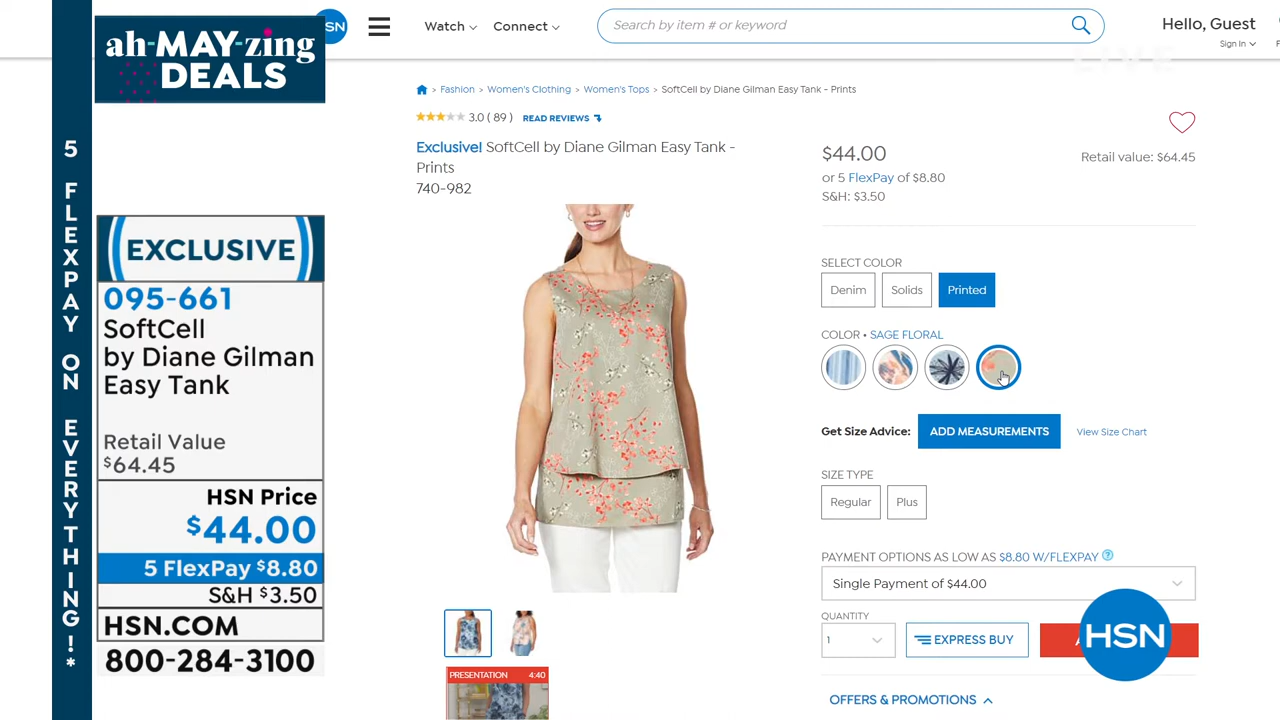 5 FLEXPAY ON EVERYTHING!*
ah-MAY-zing
DEALS
EXCLUSIVE
095-661
SoftCell
by Diane Gilman
Easy Tank
Retail Value
$64.45
HSN Price
$44.00
5 FlexPay $8.80
S&H $3.50
HSN.COM
800-284-3100
SN
Watch
Connect
Search by item # or keyword
Hello, Guest
Sign In
LIVE
> Fashion > Women's Clothing > Women's Tops > SoftCell by Diane Gilman Easy Tank - Prints
3.0 ( 89 ) READ REVIEWS
Exclusive! SoftCell by Diane Gilman Easy Tank -
Prints
740-982
PRESENTATION 4:40
$44.00
Retail value: $64.45
or 5 FlexPay of $8.80
S&H: $3.50
SELECT COLOR
Denim
Solids
Printed
COLOR • SAGE FLORAL
Get Size Advice: ADD MEASUREMENTS View Size Chart
SIZE TYPE
Regular
Plus
PAYMENT OPTIONS AS LOW AS $8.80 W/FLEXPAY ?
Single Payment of $44.00
QUANTITY
1
EXPRESS BUY
HSN
OFFERS & PROMOTIONS